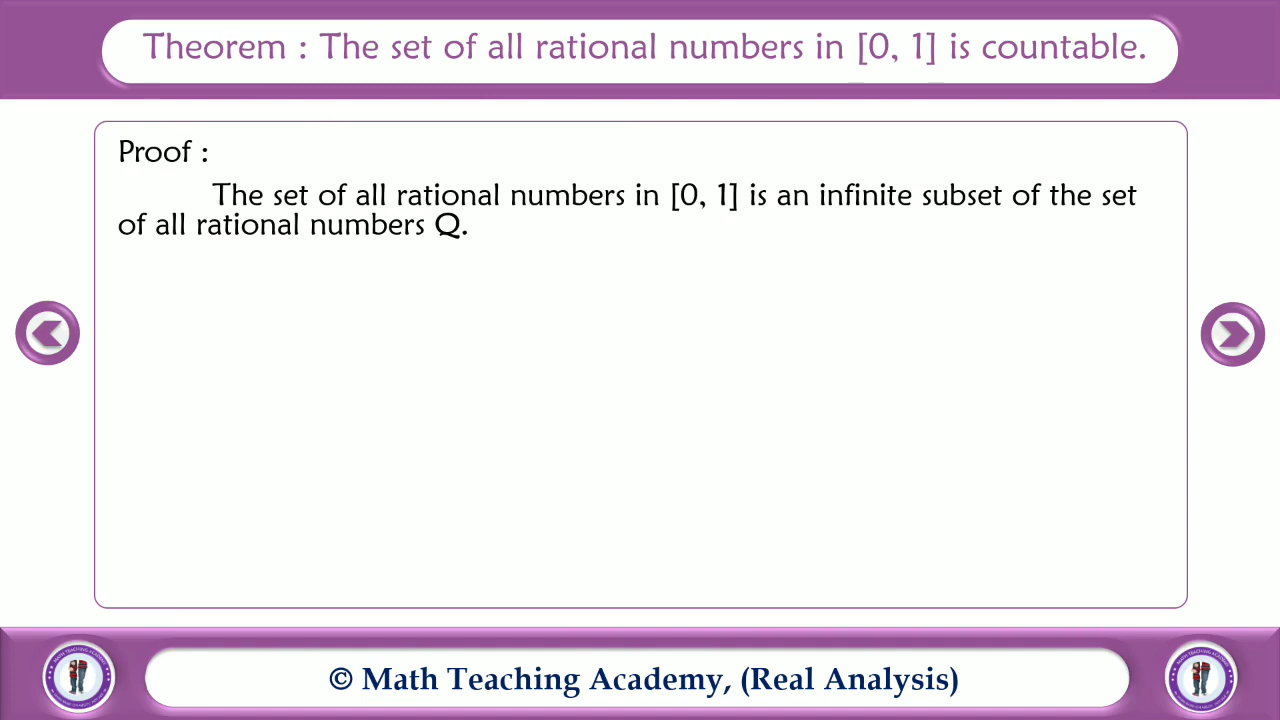 Theorem : The set of all rational numbers in [0, 1] is countable.
Proof :
The set of all rational numbers in [0, 1] is an infinite subset of the set
of all rational numbers Q.
© Math Teaching Academy, (Real Analysis)